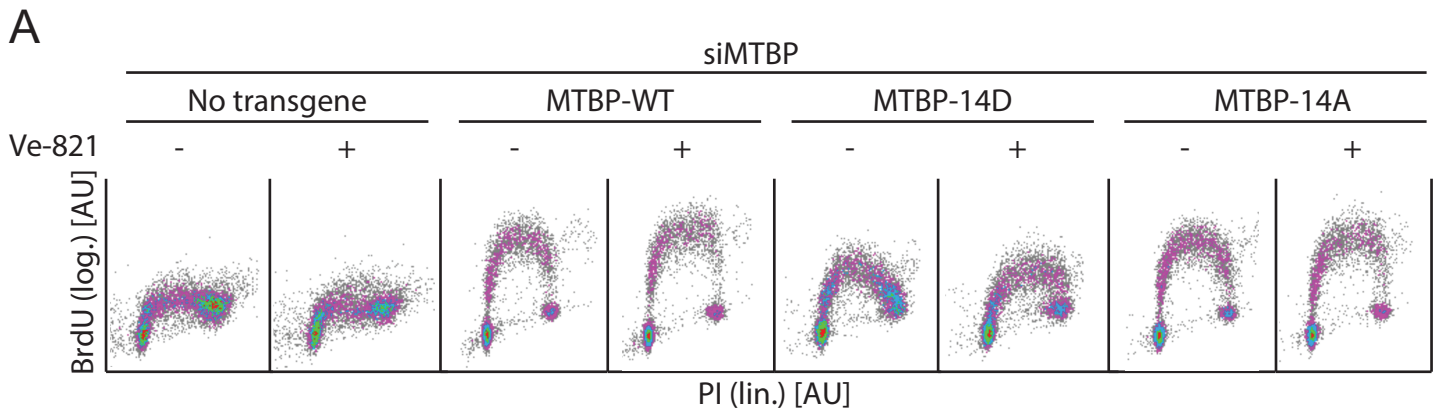 A
siMTBP
No transgene MTBP-WT MTBP-14D MTBP-14A
Ve-821 - + - + - + - +
BrdU (log.) [AU]
PI (lin.) [AU]